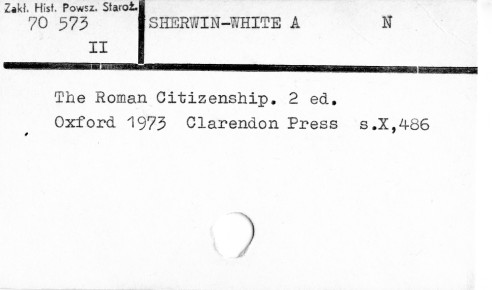 Zakł. Hist. Powsz. Staroż.
70 573 SHERWIN-WHITE A N
II
The Roman Citizenship. 2 ed.
Oxford 1973 Clarendon Press s.X,486